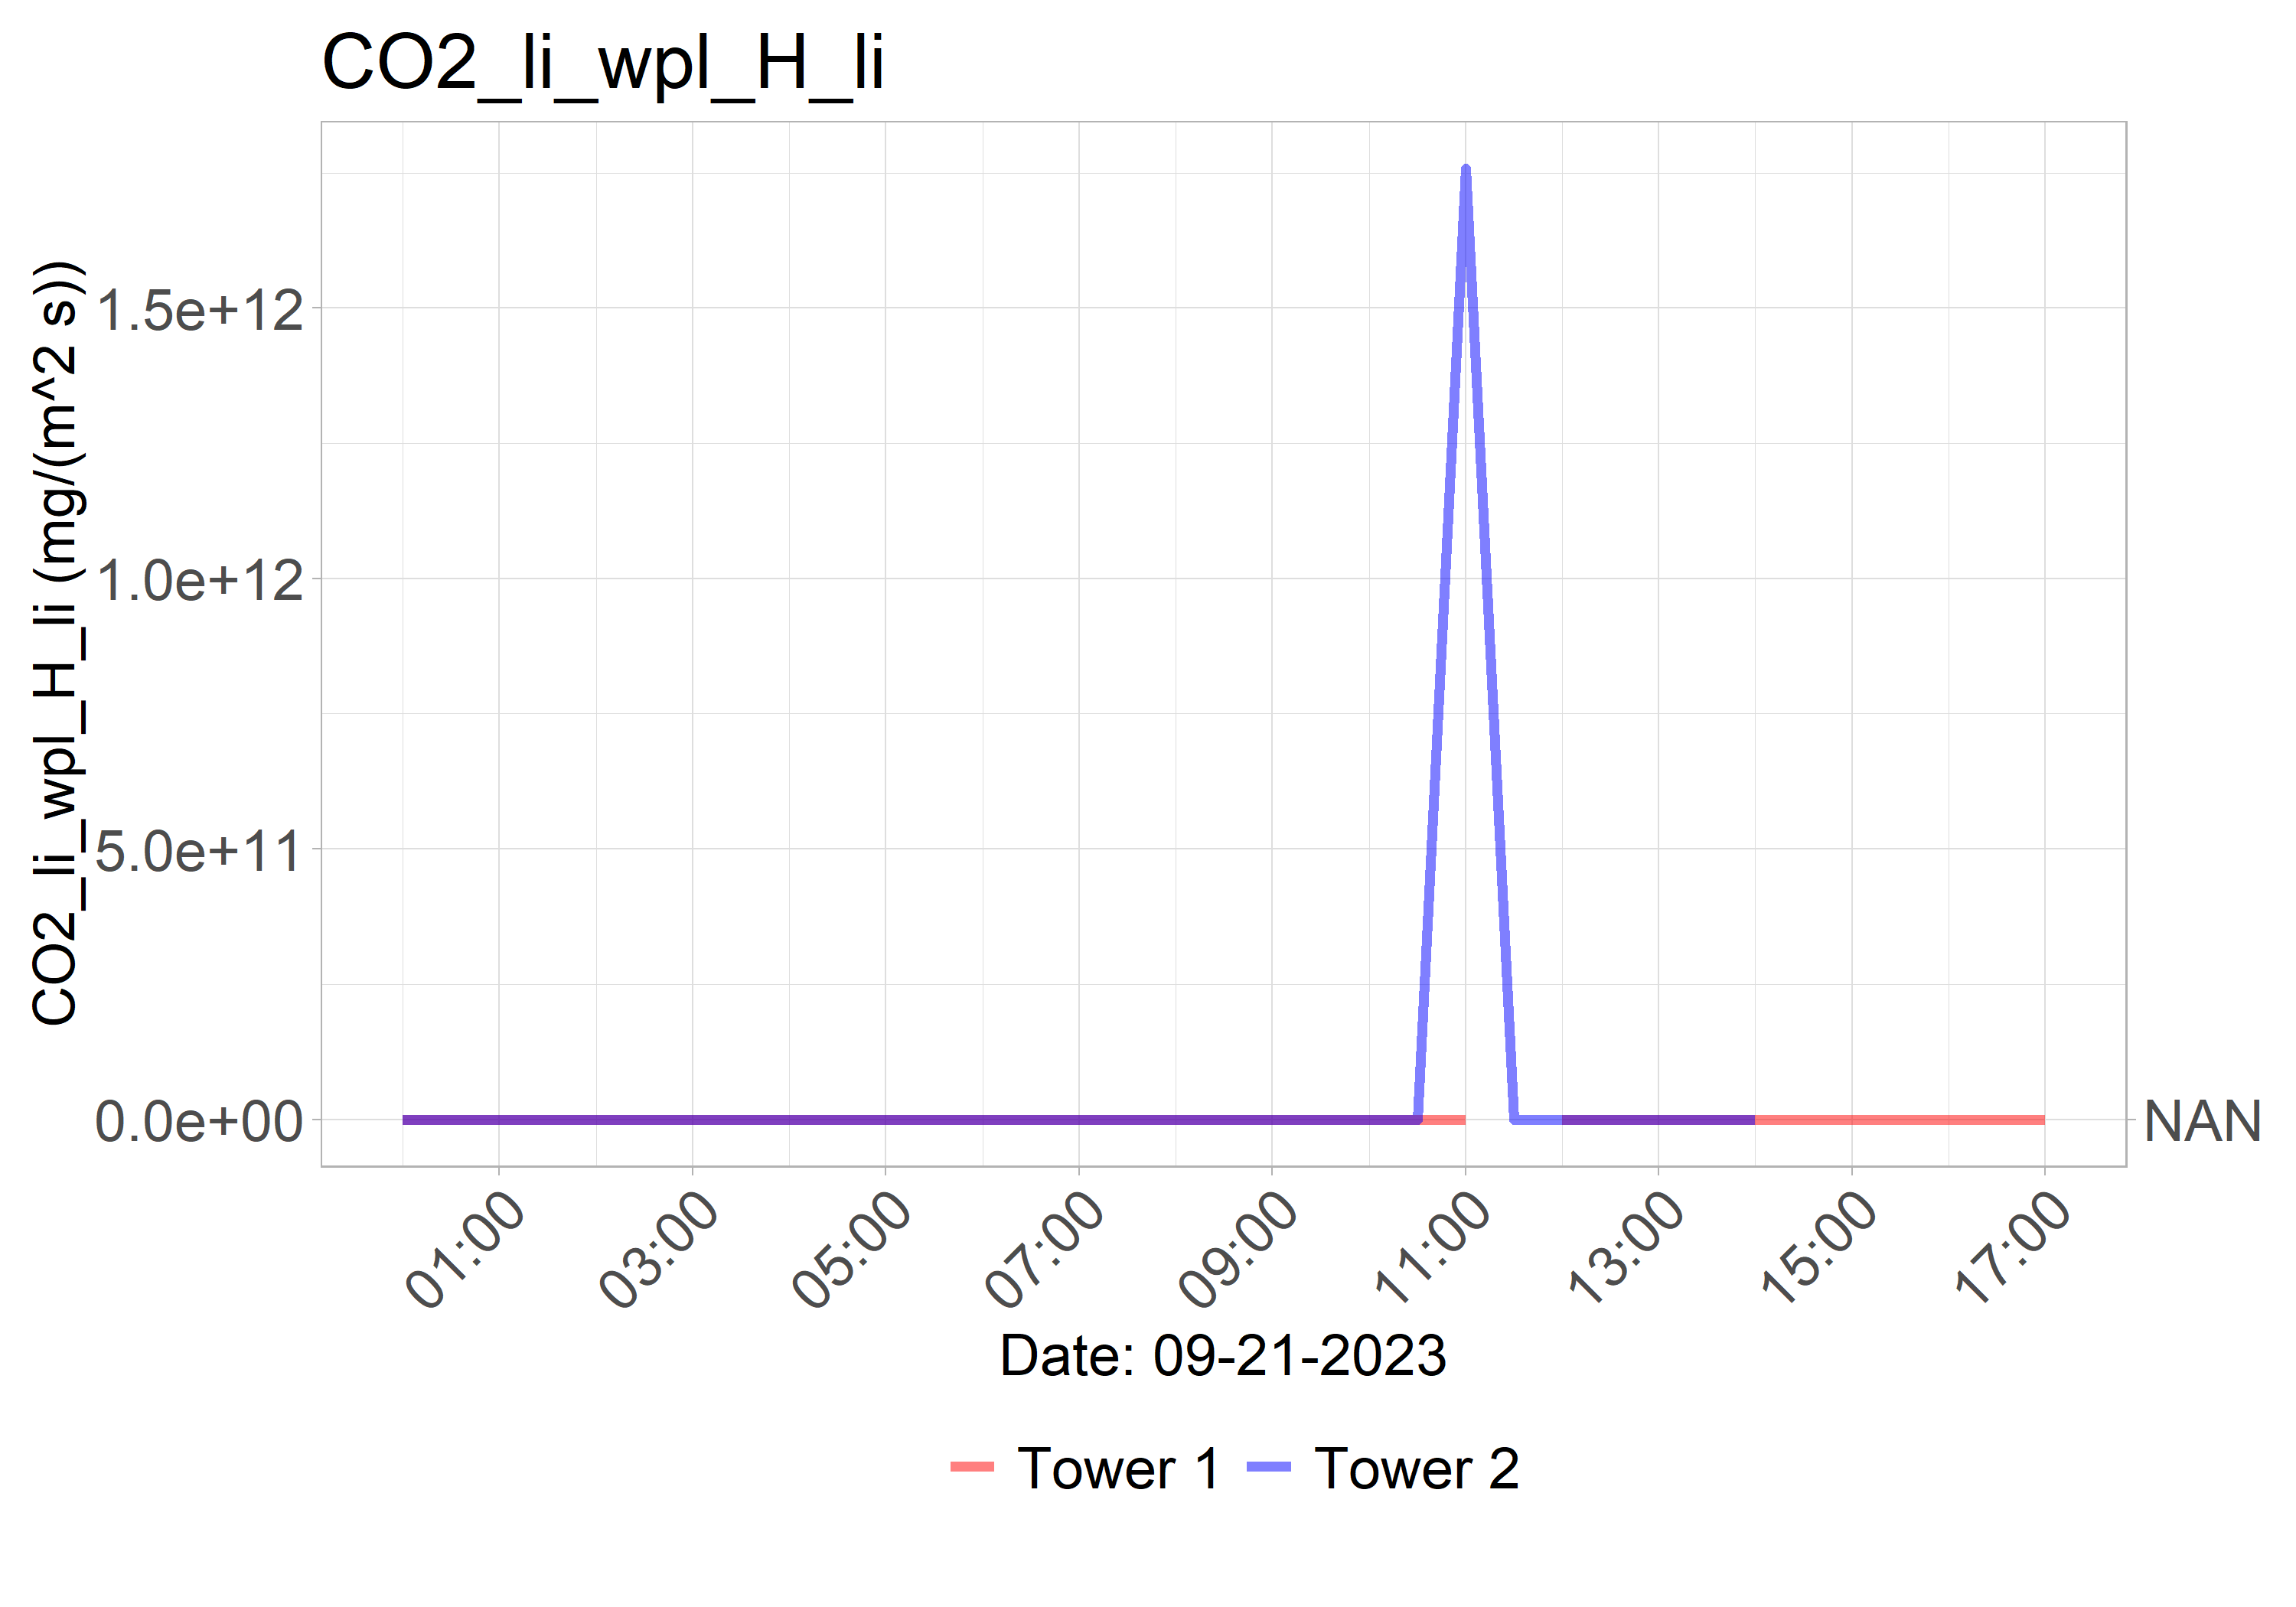 CO2_li_wpl_H_li
CO2_li_wpl_H_li (mg/(m^2 s))
1.5e+12
1.0e+12
5.0e+11
0.0e+00
NAN
01:00
03:00
05:00
07:00
09:00
11:00
13:00
15:00
17:00
Date: 09-21-2023
Tower 1
Tower 2